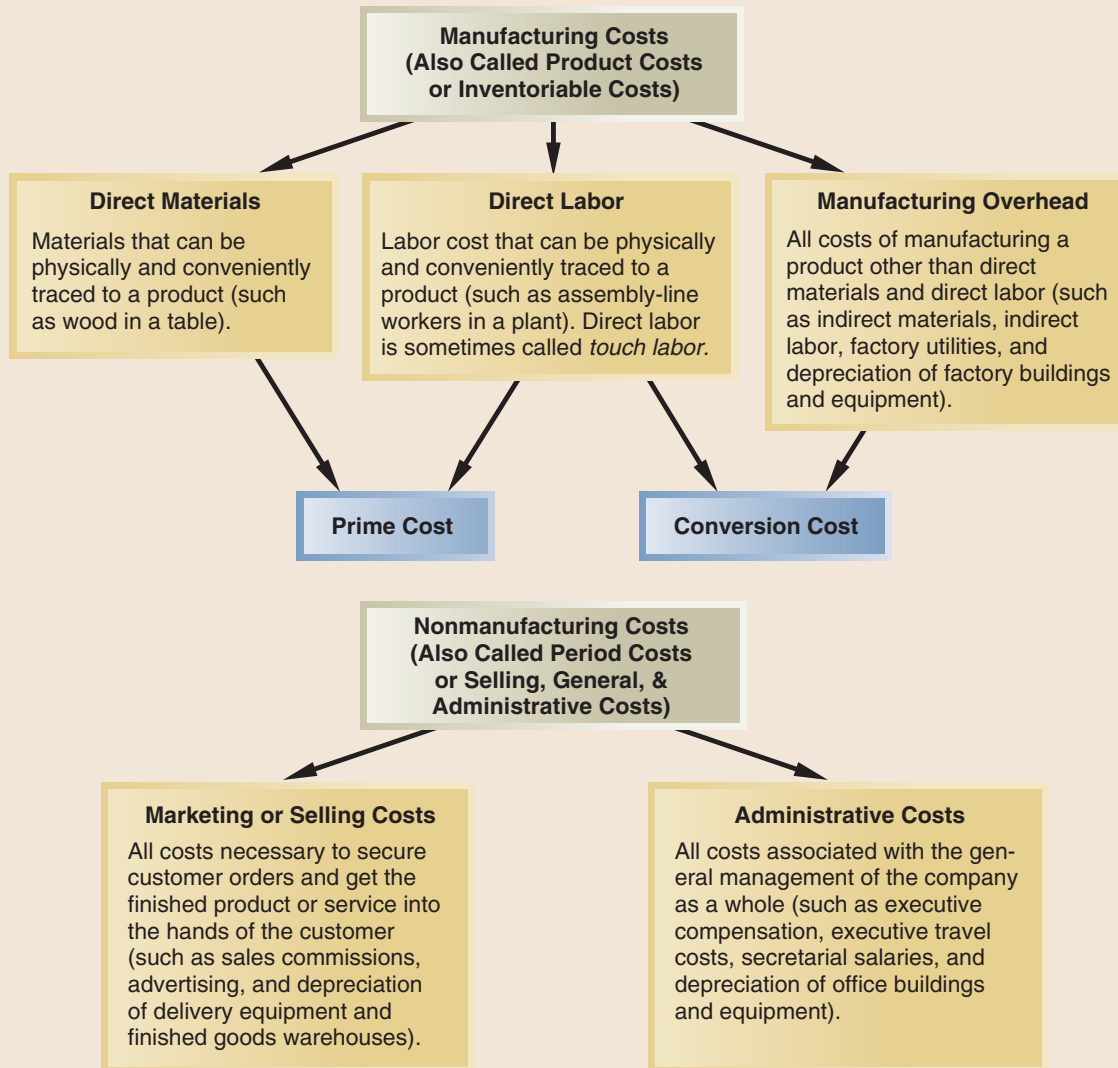 Manufacturing Costs
(Also Called Product Costs
or Inventoriable Costs)
Direct Materials
Materials that can be
physically and conveniently
traced to a product (such
as wood in a table).
Direct Labor
Labor cost that can be physically
and conveniently traced to a
product (such as assembly-line
workers in a plant). Direct labor
is sometimes called touch labor.
Manufacturing Overhead
All costs of manufacturing a
product other than direct
materials and direct labor (such
as indirect materials, indirect
labor, factory utilities, and
depreciation of factory buildings
and equipment).
Prime Cost
Conversion Cost
Nonmanufacturing Costs
(Also Called Period Costs
or Selling, General, &
Administrative Costs)
Marketing or Selling Costs
All costs necessary to secure
customer orders and get the
finished product or service into
the hands of the customer
(such as sales commissions,
advertising, and depreciation
of delivery equipment and
finished goods warehouses).
Administrative Costs
All costs associated with the gen-
eral management of the company
as a whole (such as executive
compensation, executive travel
costs, secretarial salaries, and
depreciation of office buildings
and equipment).